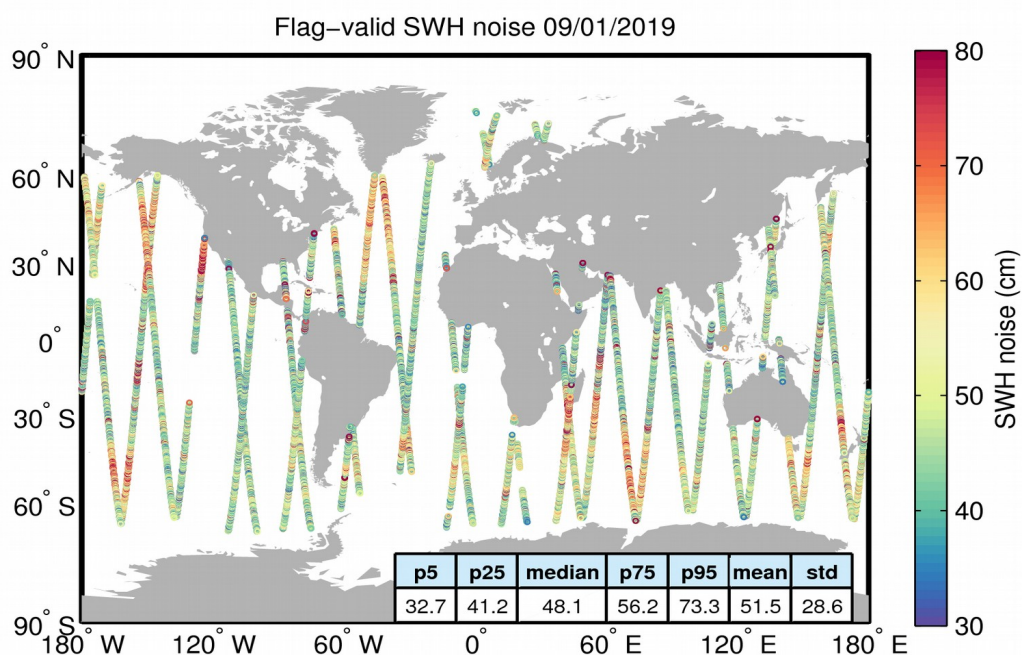 Flag−valid SWH noise 09/01/2019
90° N
60° N
30° N
0°
30° S
60° S
90° S
180° W
120° W
60° W
0°
60° E
120° E
180° E
80
70
60
50
40
30
SWH noise (cm)
p5 p25 median p75 p95 mean std
32.7 41.2 48.1 56.2 73.3 51.5 28.6